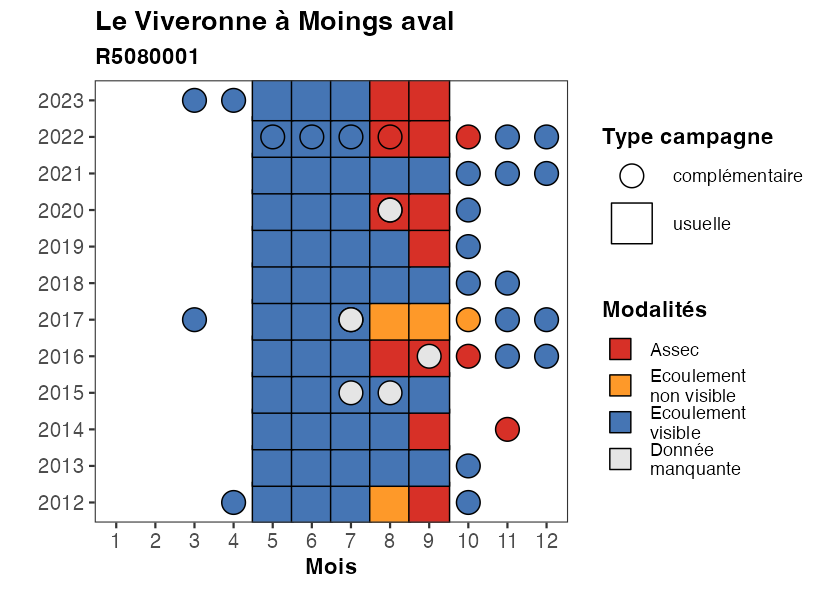 Le Viveronne à Moings aval
R5080001
2023
2022
2021
2020
2019
2018
2017
2016
2015
2014
2013
2012
1 2 3 4 5 6 7 8 9 10 11 12
Mois
Type campagne
complémentaire
usuelle
Modalités
Assec
Ecoulement
non visible
Ecoulement
visible
Donnée
manquante